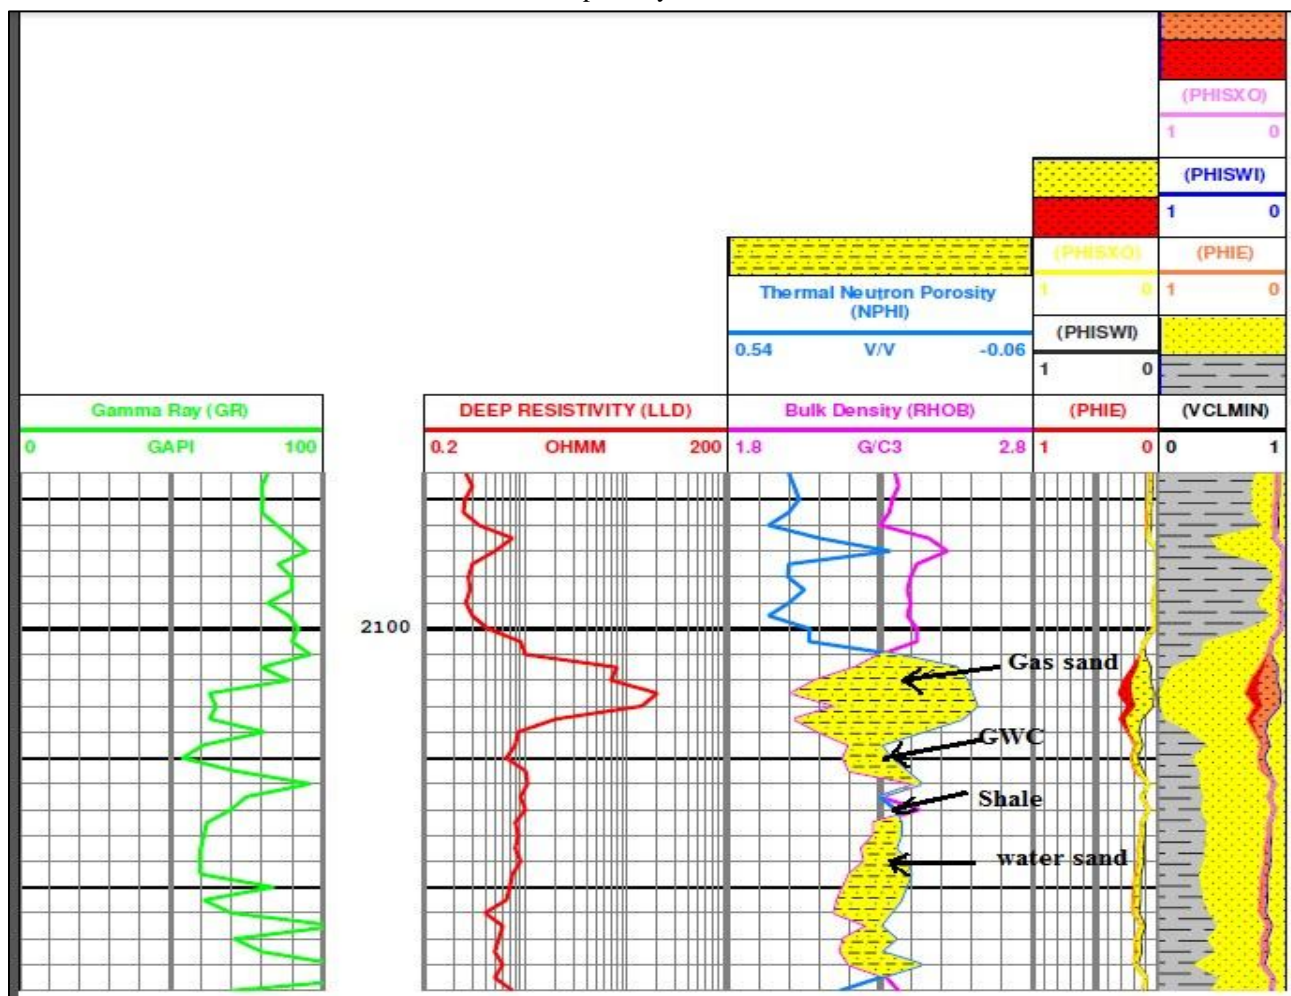 (PHISXO)
1 0
(PHISWI)
1 0
(PHISXO) (PHIE)
1 0 1 0
Thermal Neutron Porosity
(NPHI)
(PHISWI)
0.54 V/V -0.06
1 0
Gamma Ray (GR) DEEP RESISTIVITY (LLD) Bulk Density (RHOB) (PHIE) (VCLMIN)
0 GAPI 100 0.2 OHMM 200 1.8 G/C3 2.8 1 0 0 1
2100
Gas sand
GWC
Shale
water sand